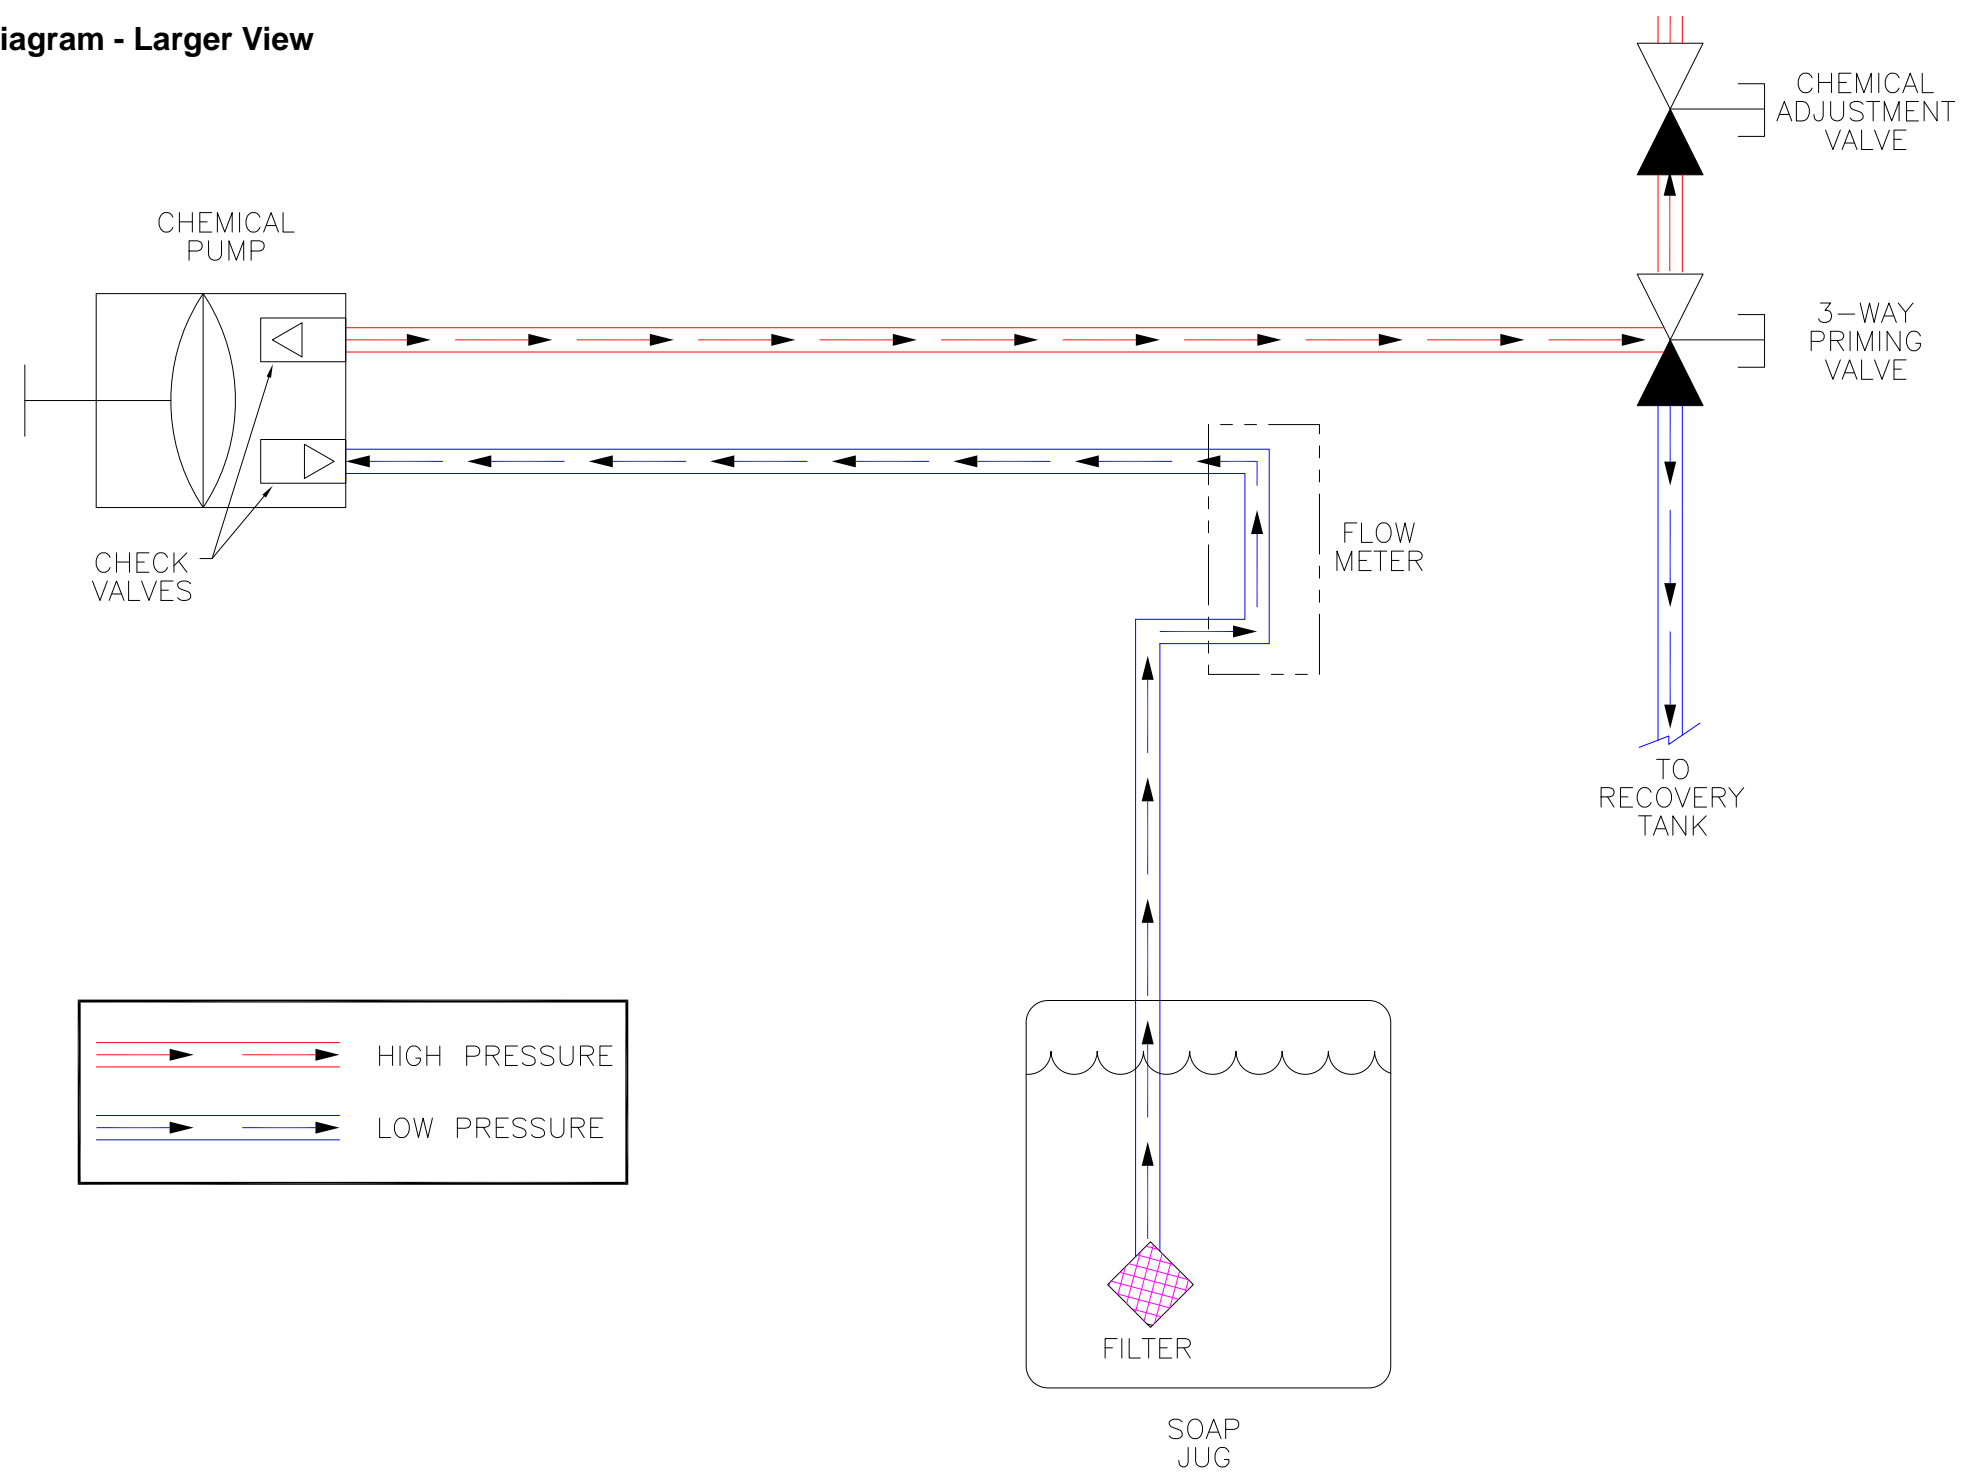 iagram - Larger View
CHEMICAL
ADJUSTMENT
VALVE
CHEMICAL
PUMP
3-WAY
PRIMING
VALVE
FLOW
METER
CHECK
VALVES
TO
RECOVERY
TANK
HIGH PRESSURE
LOW PRESSURE
FILTER
SOAP
JUG